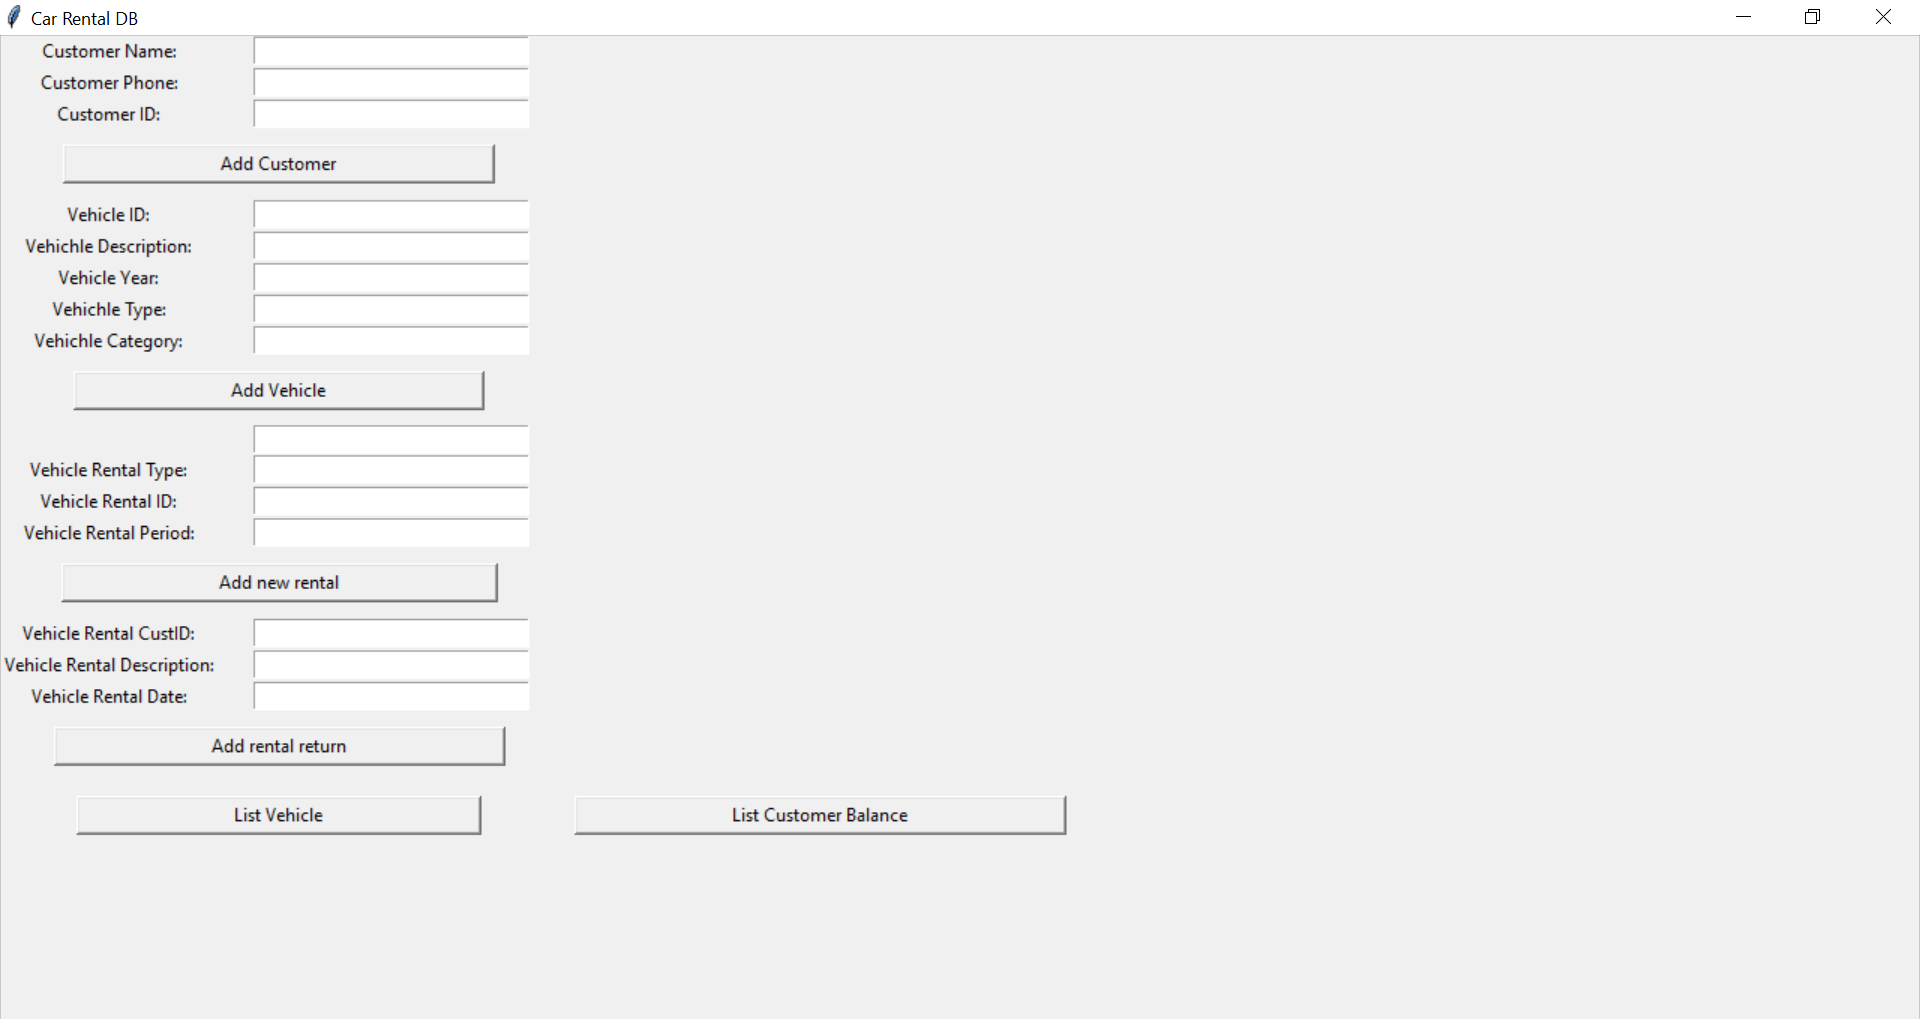 Car Rental DB
Customer Name:
Customer Phone:
Customer ID:
Add Customer
Vehicle ID:
Vehichle Description:
Vehicle Year:
Vehichle Type:
Vehichle Category:
Add Vehicle
Vehicle Rental Type:
Vehicle Rental ID:
Vehicle Rental Period:
Add new rental
Vehicle Rental CustID:
Vehicle Rental Description:
Vehicle Rental Date:
Add rental return
List Vehicle List Customer Balance